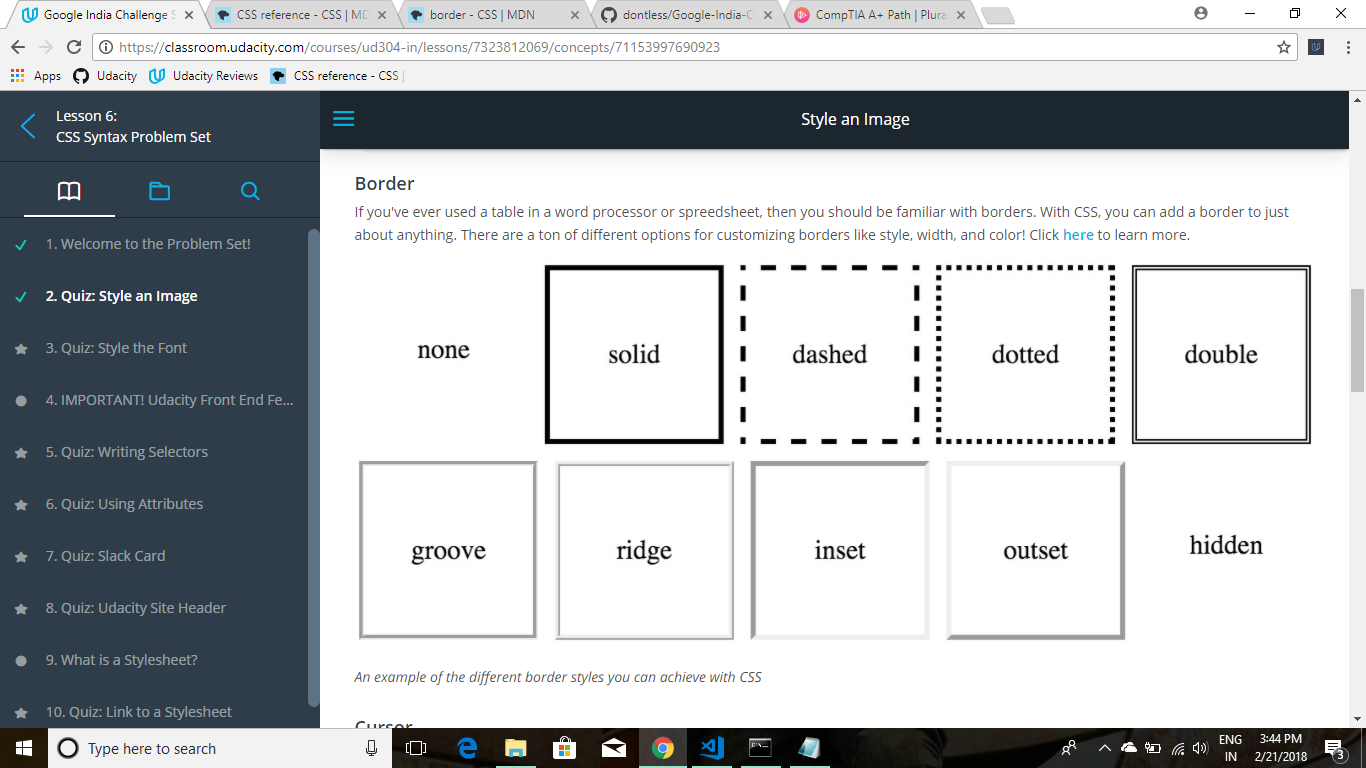 Google India Challenge S
CSS reference - CSS | MD
border - CSS | MDN
dontless/Google-India-C
CompTIA A+ Path | Plura
https://classroom.udacity.com/courses/ud304-in/lessons/7323812069/concepts/71153997690923
Apps
Udacity
Udacity Reviews
CSS reference - CSS |
Lesson 6:
CSS Syntax Problem Set
1. Welcome to the Problem Set!
2. Quiz: Style an Image
3. Quiz: Style the Font
4. IMPORTANT! Udacity Front End Fe...
5. Quiz: Writing Selectors
6. Quiz: Using Attributes
7. Quiz: Slack Card
8. Quiz: Udacity Site Header
9. What is a Stylesheet?
10. Quiz: Link to a Stylesheet
Style an Image
Border
If you've ever used a table in a word processor or spreedsheet, then you should be familiar with borders. With CSS, you can add a border to just
about anything. There are a ton of different options for customizing borders like style, width, and color! Click here to learn more.
none
solid
dashed
dotted
double
groove
ridge
inset
outset
hidden
An example of the different border styles you can achieve with CSS
Cursor
Type here to search
ENG
IN
3:44 PM
2/21/2018
3